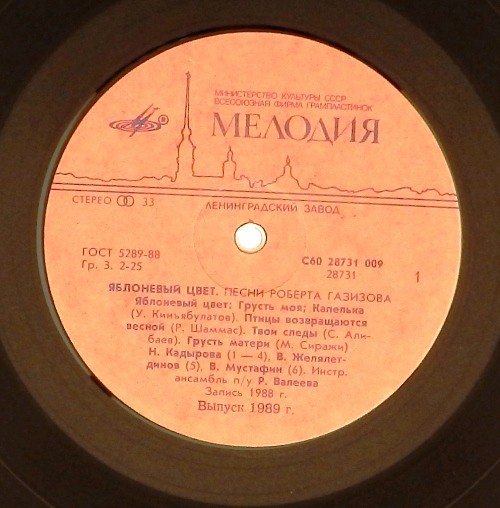 МИНИСТЕРСТВО КУЛЬТУРЫ СССР
ВСЕСОЮЗНАЯ ФИРМА ГРАМПЛАСТИНОК
МЕЛОДИЯ
СТЕРЕО 33
ЛЕНИНГРАДСКИЙ ЗАВОД
ГОСТ 5289-88
Гр. 3. 2-25
С60 28731 009
28731
1
ЯБЛОНЕВЫЙ ЦВЕТ. ПЕСНИ РОБЕРТА ГАЗИЗОВА
Яблоневый цвет; Грусть моя; Капелька
(У. Киньябулатов). Птицы возвращаются
весной (Р. Шаммас). Твои следы (С. Али-
баев). Грусть матери (М. Сиражи)
Н. Кадырова (1 — 4), В. Желялет-
динов (5), В. Мустафин (6). Инстр.
ансамбль п/у Р. Валеева
Запись 1988 г.
Выпуск 1989 г.